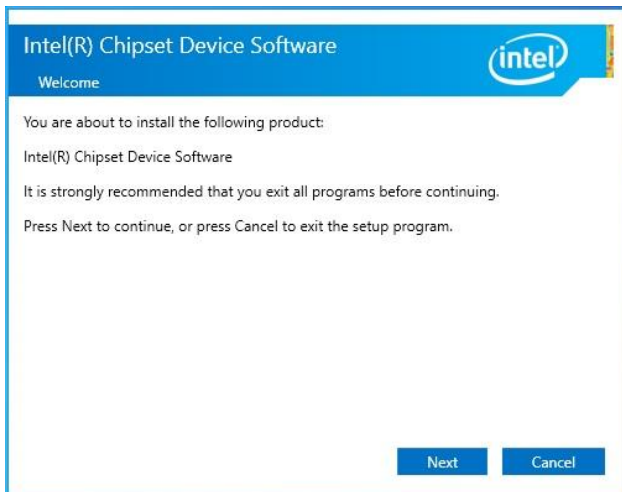 Intel(R) Chipset Device Software
intel
Welcome
You are about to install the following product:
Intel(R) Chipset Device Software
It is strongly recommended that you exit all programs before continuing.
Press Next to continue, or press Cancel to exit the setup program.
Next
Cancel